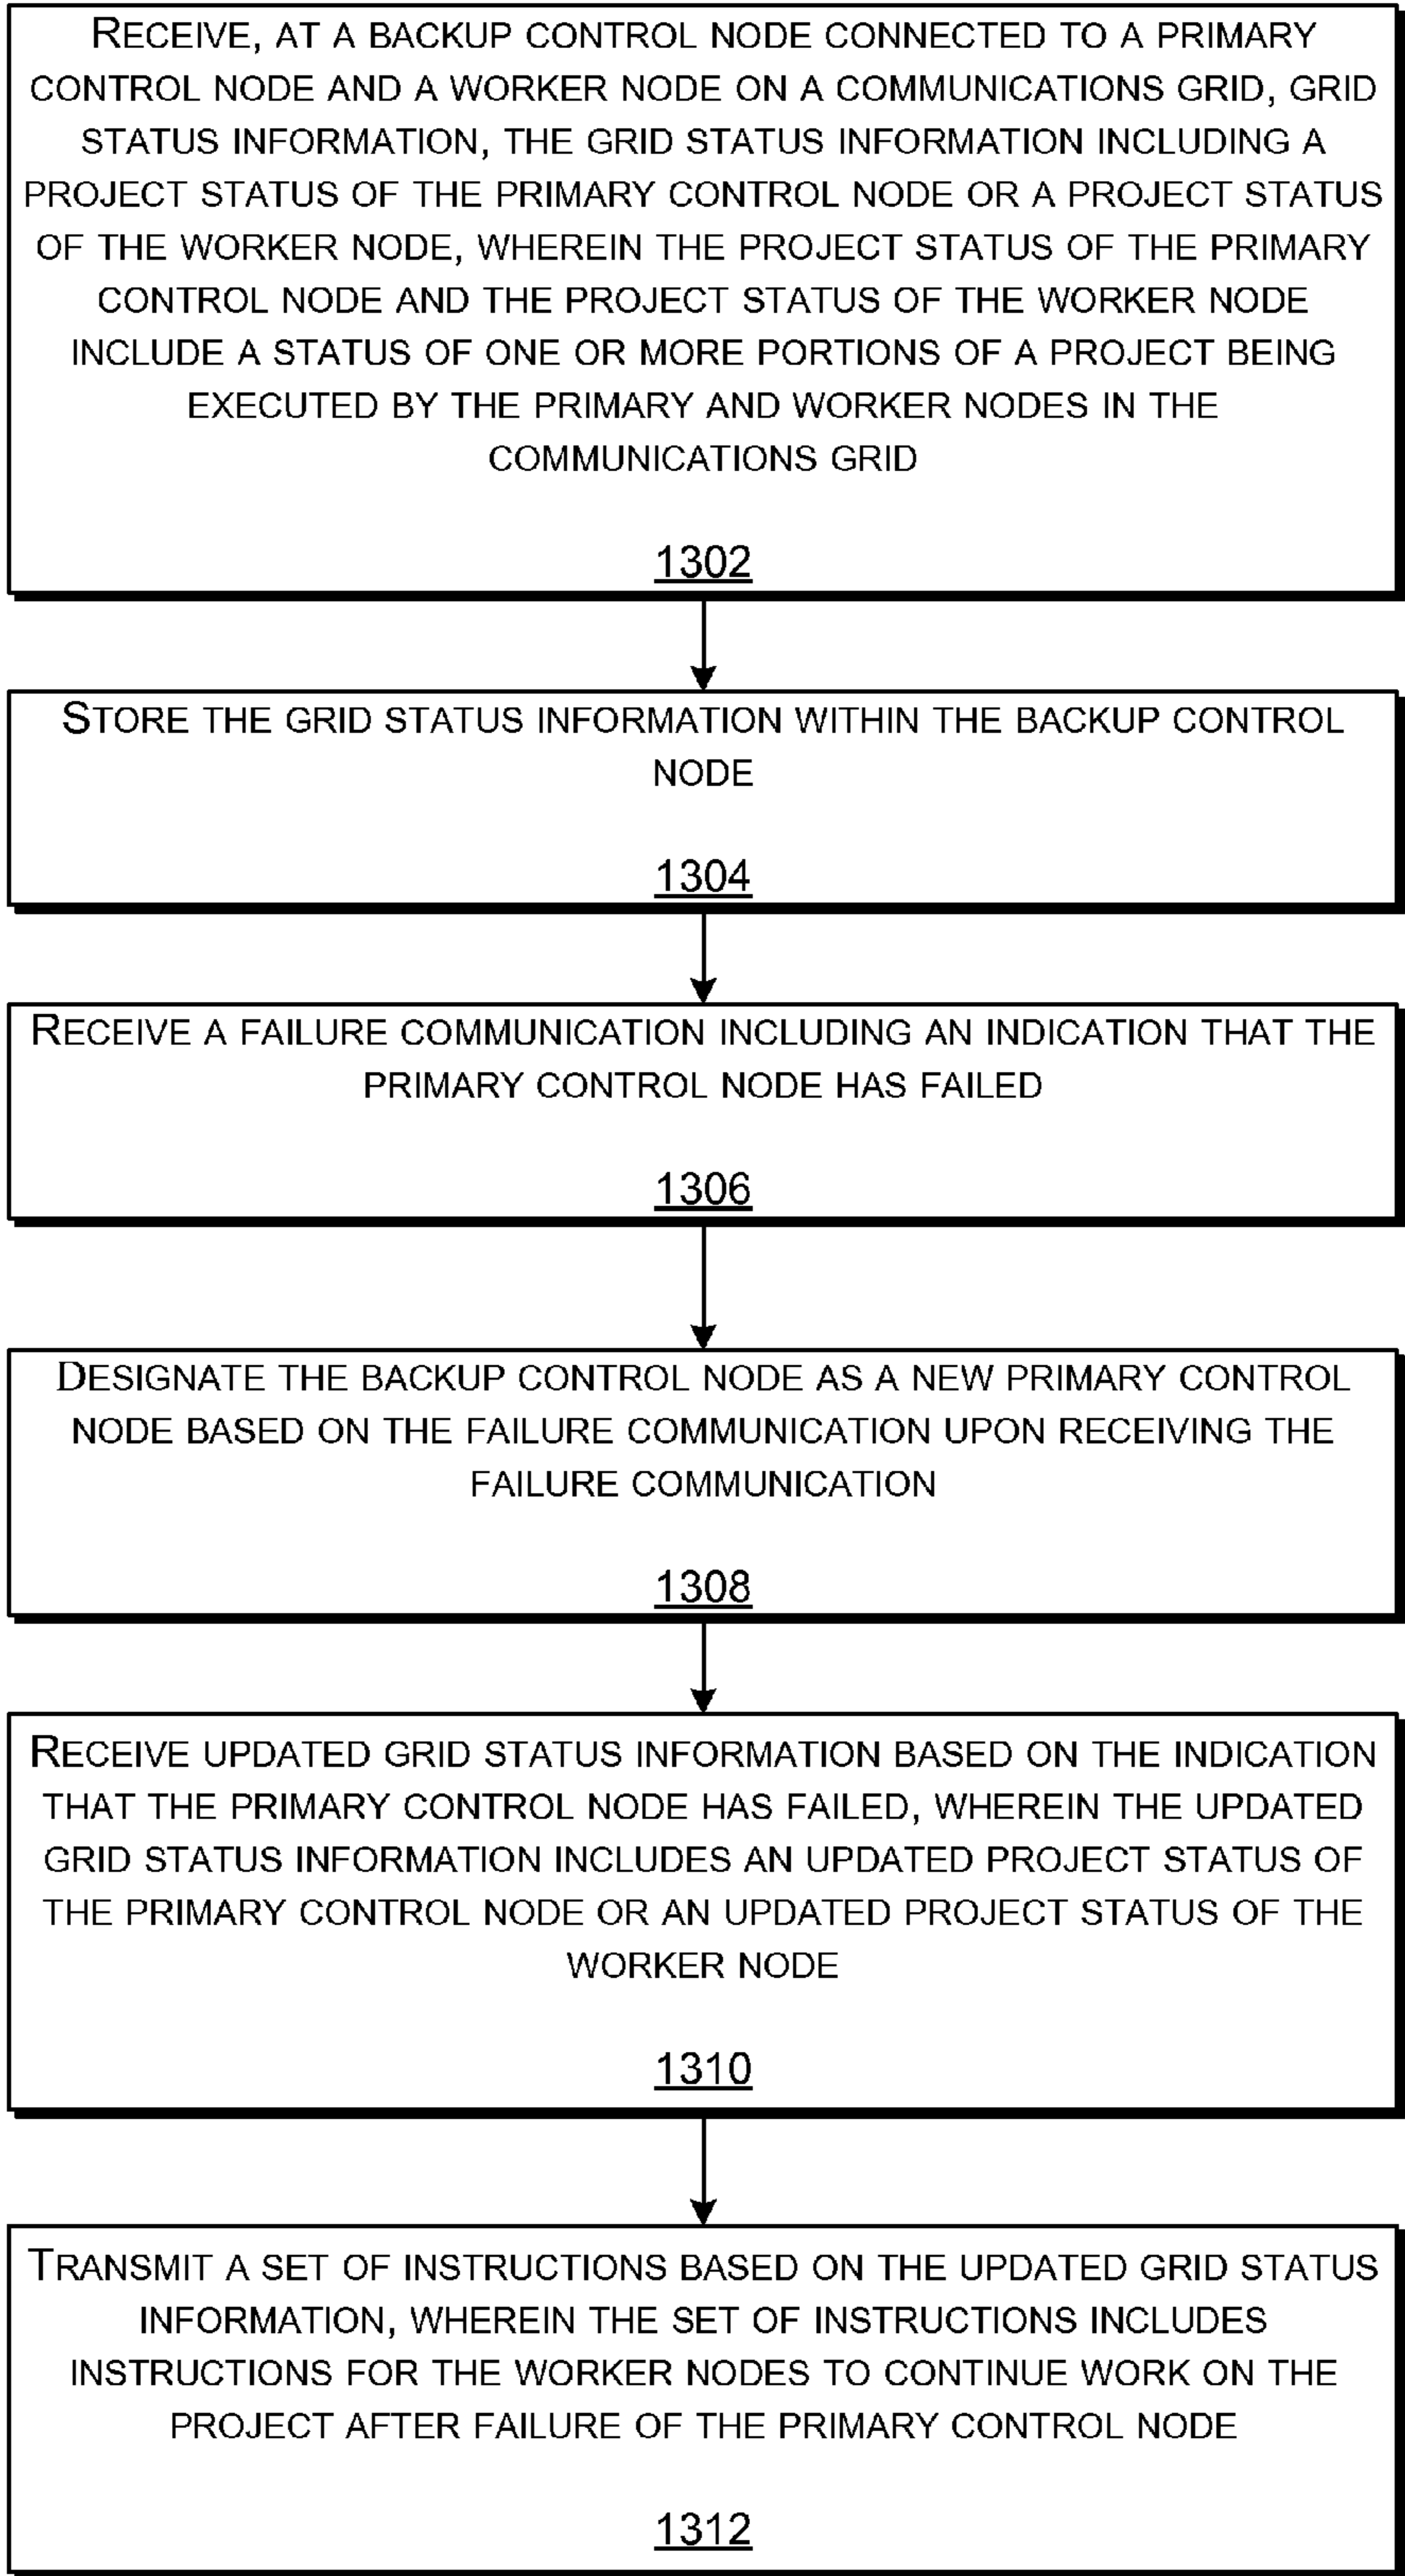 RECEIVE, AT A BACKUP CONTROL NODE CONNECTED TO A PRIMARY
CONTROL NODE AND A WORKER NODE ON A COMMUNICATIONS GRID, GRID
STATUS INFORMATION, THE GRID STATUS INFORMATION INCLUDING A
PROJECT STATUS OF THE PRIMARY CONTROL NODE OR A PROJECT STATUS
OF THE WORKER NODE, WHEREIN THE PROJECT STATUS OF THE PRIMARY
CONTROL NODE AND THE PROJECT STATUS OF THE WORKER NODE
INCLUDE A STATUS OF ONE OR MORE PORTIONS OF A PROJECT BEING
EXECUTED BY THE PRIMARY AND WORKER NODES IN THE
COMMUNICATIONS GRID
1302
STORE THE GRID STATUS INFORMATION WITHIN THE BACKUP CONTROL
NODE
1304
RECEIVE A FAILURE COMMUNICATION INCLUDING AN INDICATION THAT THE
PRIMARY CONTROL NODE HAS FAILED
1306
DESIGNATE THE BACKUP CONTROL NODE AS A NEW PRIMARY CONTROL
NODE BASED ON THE FAILURE COMMUNICATION UPON RECEIVING THE
FAILURE COMMUNICATION
1308
RECEIVE UPDATED GRID STATUS INFORMATION BASED ON THE INDICATION
THAT THE PRIMARY CONTROL NODE HAS FAILED, WHEREIN THE UPDATED
GRID STATUS INFORMATION INCLUDES AN UPDATED PROJECT STATUS OF
THE PRIMARY CONTROL NODE OR AN UPDATED PROJECT STATUS OF THE
WORKER NODE
1310
TRANSMIT A SET OF INSTRUCTIONS BASED ON THE UPDATED GRID STATUS
INFORMATION, WHEREIN THE SET OF INSTRUCTIONS INCLUDES
INSTRUCTIONS FOR THE WORKER NODES TO CONTINUE WORK ON THE
PROJECT AFTER FAILURE OF THE PRIMARY CONTROL NODE
1312